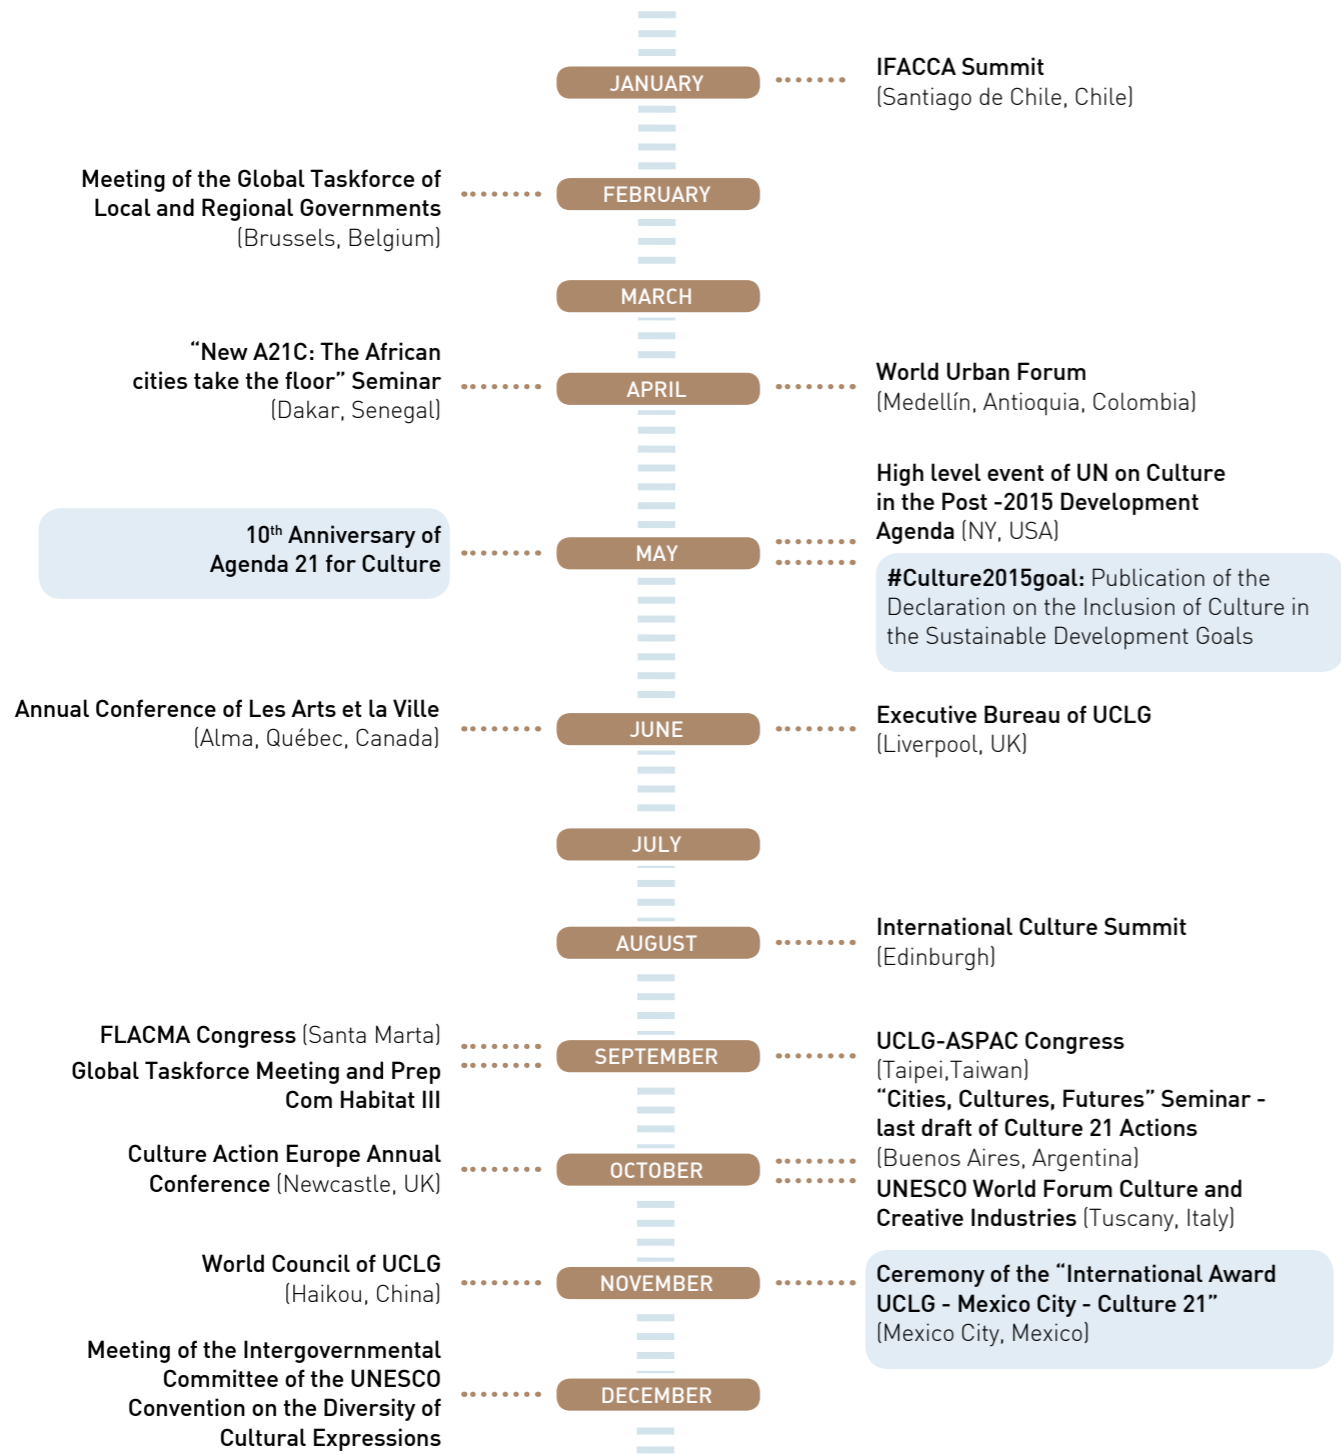 JANUARY
IFACCA Summit
(Santiago de Chile, Chile)
Meeting of the Global Taskforce of
Local and Regional Governments
(Brussels, Belgium)
FEBRUARY
MARCH
“New A21C: The African
cities take the floor” Seminar
(Dakar, Senegal)
APRIL
World Urban Forum
(Medellín, Antioquia, Colombia)
10th Anniversary of
Agenda 21 for Culture
MAY
High level event of UN on Culture
in the Post -2015 Development
Agenda (NY, USA)
#Culture2015goal: Publication of the
Declaration on the Inclusion of Culture in
the Sustainable Development Goals
Annual Conference of Les Arts et la Ville
(Alma, Québec, Canada)
JUNE
Executive Bureau of UCLG
(Liverpool, UK)
JULY
AUGUST
International Culture Summit
(Edinburgh)
FLACMA Congress (Santa Marta)
Global Taskforce Meeting and Prep
Com Habitat III
SEPTEMBER
UCLG-ASPAC Congress
(Taipei,Taiwan)
Culture Action Europe Annual
Conference (Newcastle, UK)
OCTOBER
“Cities, Cultures, Futures” Seminar -
last draft of Culture 21 Actions
(Buenos Aires, Argentina)
UNESCO World Forum Culture and
Creative Industries (Tuscany, Italy)
World Council of UCLG
(Haikou, China)
NOVEMBER
Ceremony of the “International Award
UCLG - Mexico City - Culture 21”
(Mexico City, Mexico)
Meeting of the Intergovernmental
Committee of the UNESCO
Convention on the Diversity of
Cultural Expressions
DECEMBER